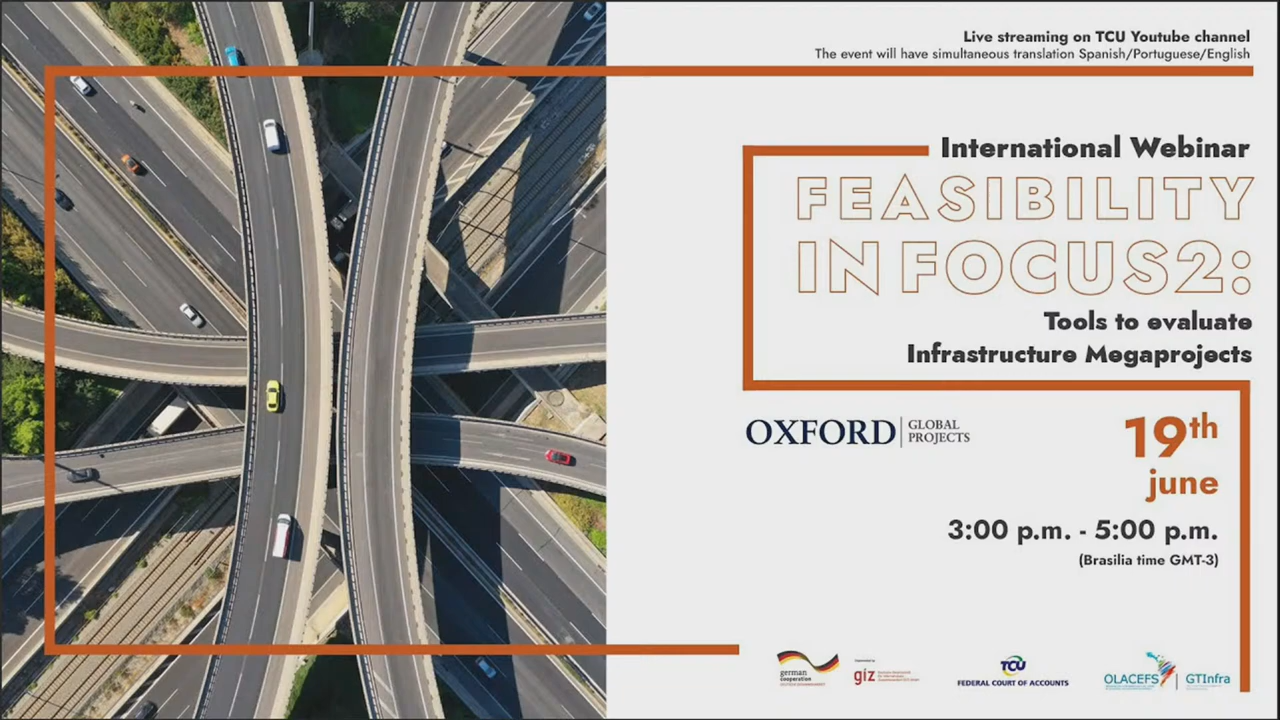 Live streaming on TCU Youtube channel
The event will have simultaneous translation Spanish/Portuguese/English
International Webinar
FEASIBILITY
IN FOCUS2:
Tools to evaluate
Infrastructure Megaprojects
OXFORD GLOBAL
PROJECTS
19th
june
3:00 p.m. - 5:00 p.m.
(Brasilia time GMT-3)
german
cooperation
giz
TCU
FEDERAL COURT OF ACCOUNTS
OLACEFS
GTInfra